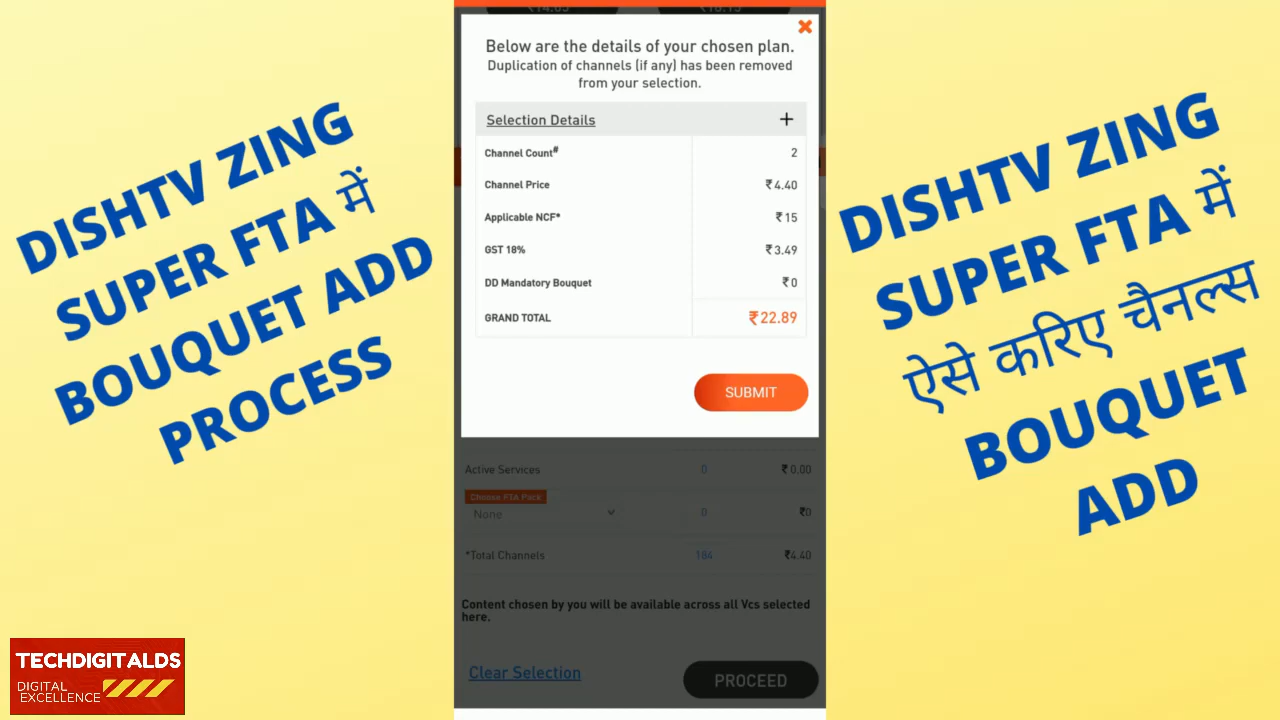 DISHTV ZING
SUPER FTA में
BOUQUET ADD
PROCESS
Below are the details of your chosen plan.
Duplication of channels (if any) has been removed
from your selection.
Selection Details +
Channel Count# 2
Channel Price ₹4.40
Applicable NCF* ₹15
GST 18% ₹3.49
DD Mandatory Bouquet ₹0
GRAND TOTAL ₹22.89
SUBMIT
Active Services 0 ₹0.00
Choose FTA Pack
None 0 ₹0
*Total Channels 184 ₹4.40
Content chosen by you will be available across all Vcs selected
here.
Clear Selection PROCEED
DISHTV ZING
SUPER FTA में
ऐसे करिए चैनल्स
BOUQUET
ADD
TECHDIGITALDS
DIGITAL
EXCELLENCE